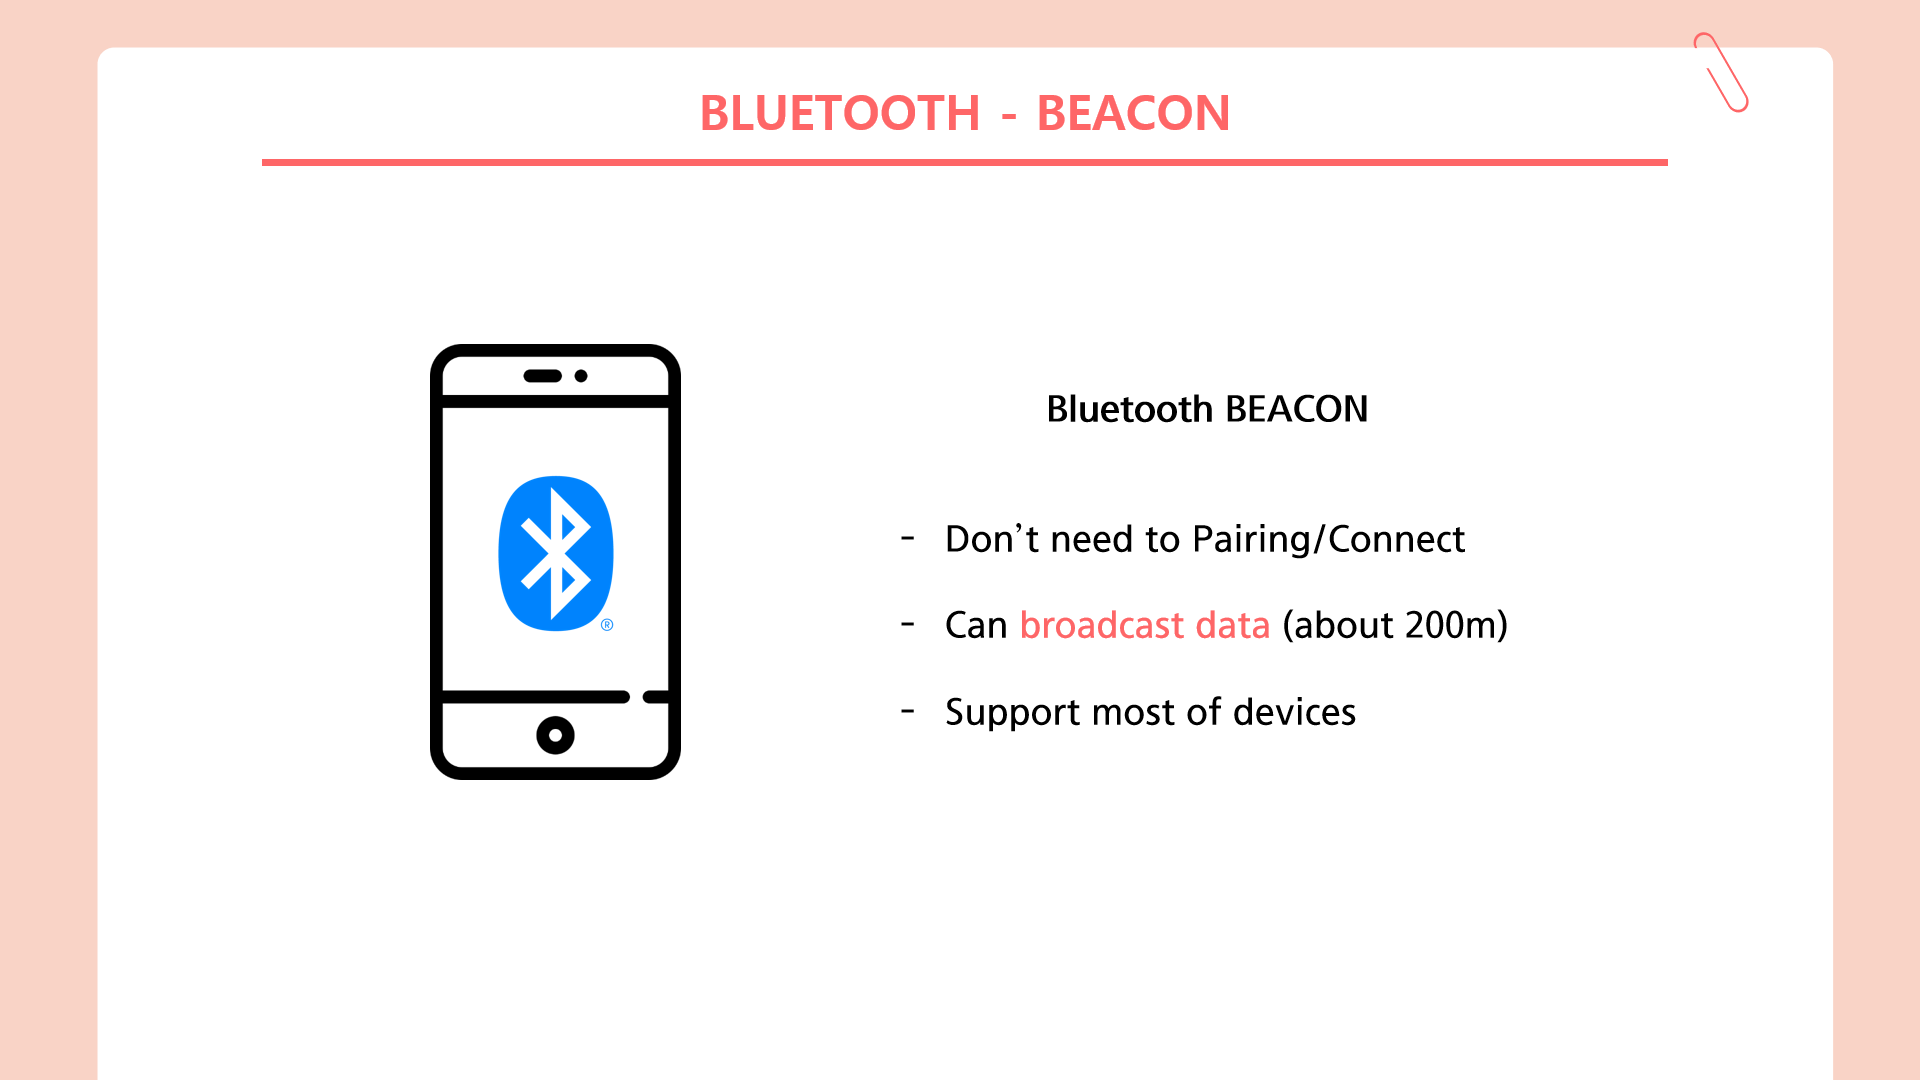 BLUETOOTH - BEACON
Bluetooth BEACON
- Don’t need to Pairing/Connect
- Can broadcast data (about 200m)
- Support most of devices
®